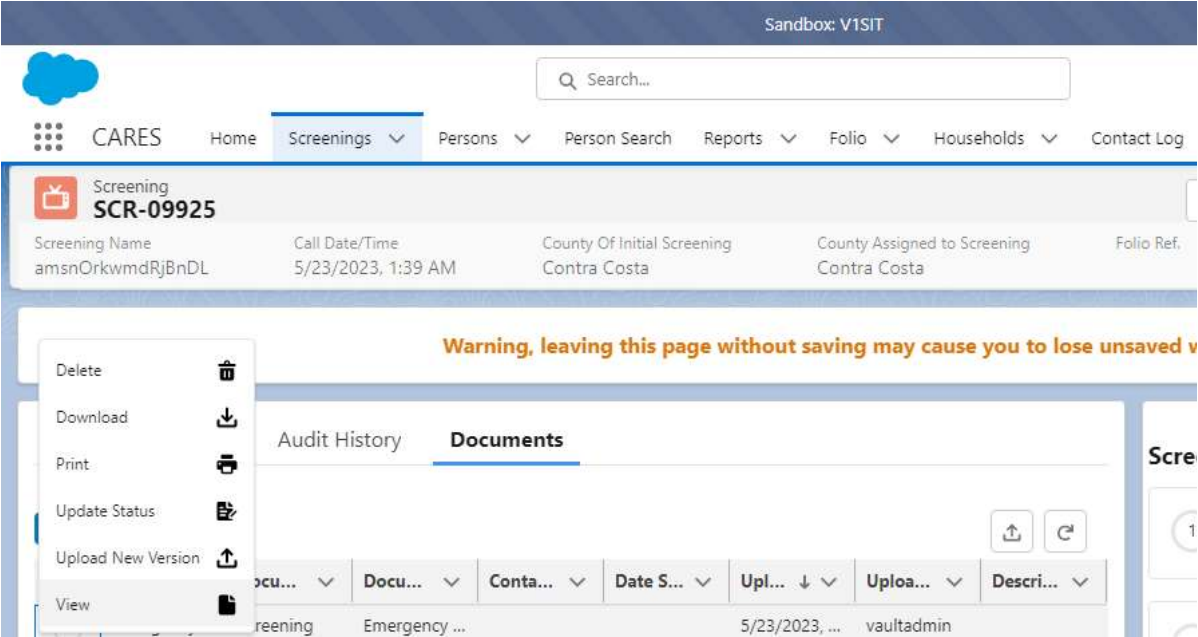 Sandbox: V1SIT
Search...
CARES Home Screenings Persons Person Search Reports Folio Households Contact Log
Screening
SCR-09925
Screening Name Call Date/Time County Of Initial Screening County Assigned to Screening Folio Ref.
amsnOrkwmdRjBnDL 5/23/2023, 1:39 AM Contra Costa Contra Costa
Warning, leaving this page without saving may cause you to lose unsaved
Delete
Download
Print
Update Status
Upload New Version
View
Audit History Documents
Scre
1
ocu... Docu... Conta... Date S... Upl... Uploa... Descri...
reening Emergency ... 5/23/2023, ... vaultadmin